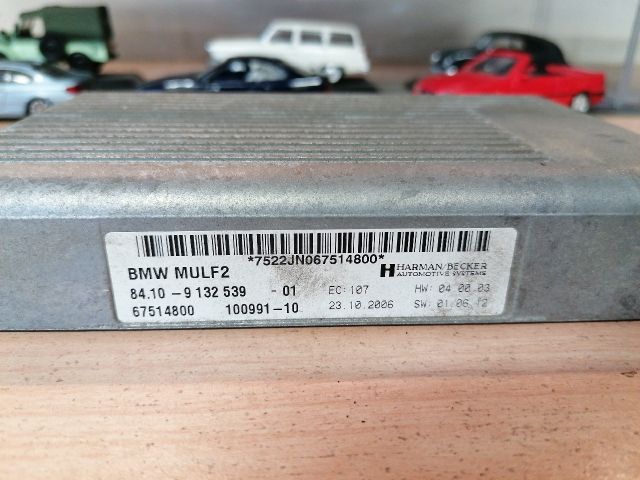 *7522JN067514800*
BMW MULF2
HARMAN/BECKER
AUTOMOTIVE SYSTEMS
84.10 - 9 132 539 - 01 EC: 107 HW: 04.00.03
67514800 100991-10 23.10.2006 SW: 01.06.12